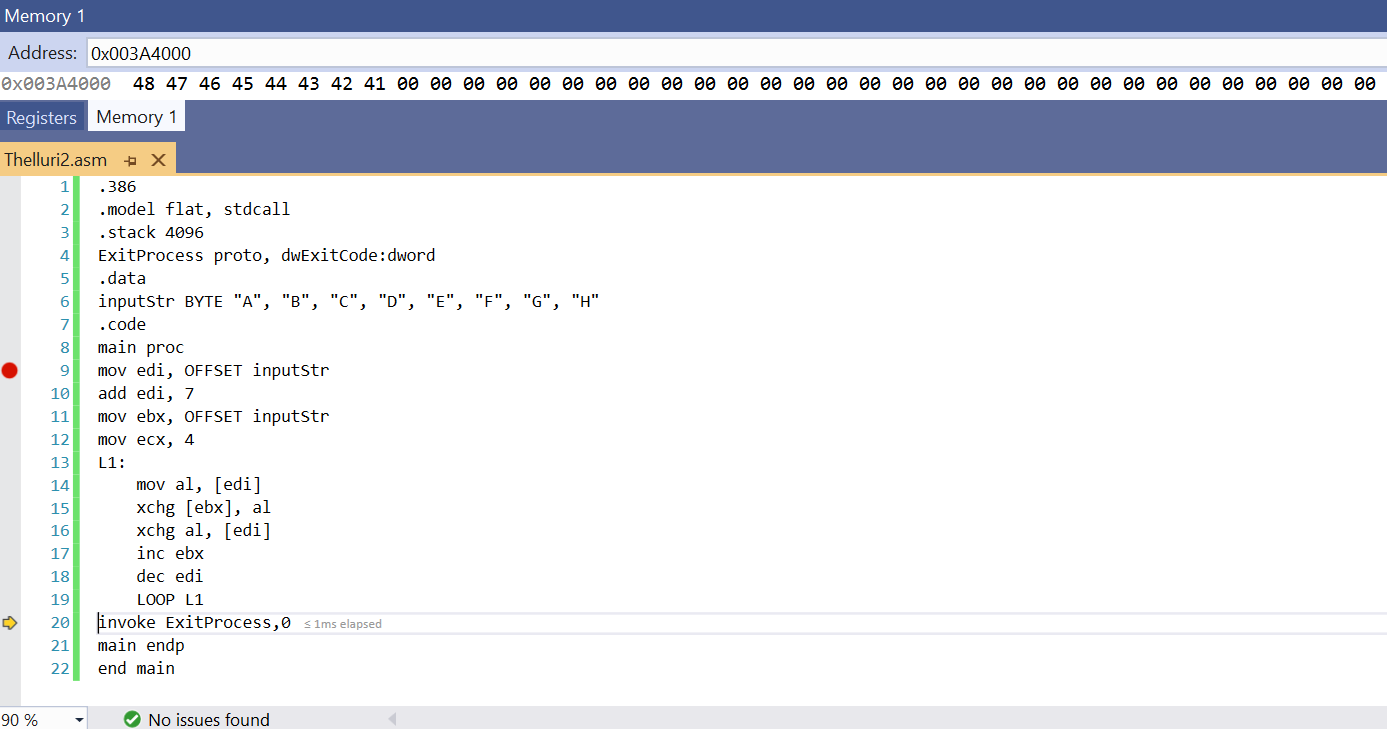 Memory 1
Address: 0x003A4000
0x003A4000 48 47 46 45 44 43 42 41 00 00 00 00 00 00 00 00 00 00 00 00 00 00 00 00 00 00 00 00 00 00 00 00 00 00 00 00 00 00
Registers Memory 1
Thelluri2.asm
1 .386
2 .model flat, stdcall
3 .stack 4096
4 ExitProcess proto, dwExitCode:dword
5 .data
6 inputStr BYTE "A", "B", "C", "D", "E", "F", "G", "H"
7 .code
8 main proc
9 mov edi, OFFSET inputStr
10 add edi, 7
11 mov ebx, OFFSET inputStr
12 mov ecx, 4
13 L1:
14 mov al, [edi]
15 xchg [ebx], al
16 xchg al, [edi]
17 inc ebx
18 dec edi
19 LOOP L1
20 invoke ExitProcess,0 ≤ 1ms elapsed
21 main endp
22 end main
90 % No issues found